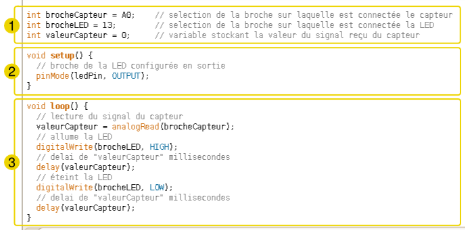 1
int brocheCapteur = A0; // selection de la broche sur laquelle est connectée le capteur
int brocheLED = 13; // selection de la broche sur laquelle est connectée la LED
int valeurCapteur = 0; // variable stockant la valeur du signal reçu du capteur
2
void setup() {
// broche de la LED configurée en sortie
pinMode(ledPin, OUTPUT);
}
3
void loop() {
// lecture du signal du capteur
valeurCapteur = analogRead(brocheCapteur);
// allume la LED
digitalWrite(brocheLED, HIGH);
// delai de "valeurCapteur" millisecondes
delay(valeurCapteur);
// éteint la LED
digitalWrite(brocheLED, LOW);
// delai de "valeurCapteur" millisecondes
delay(valeurCapteur);
}